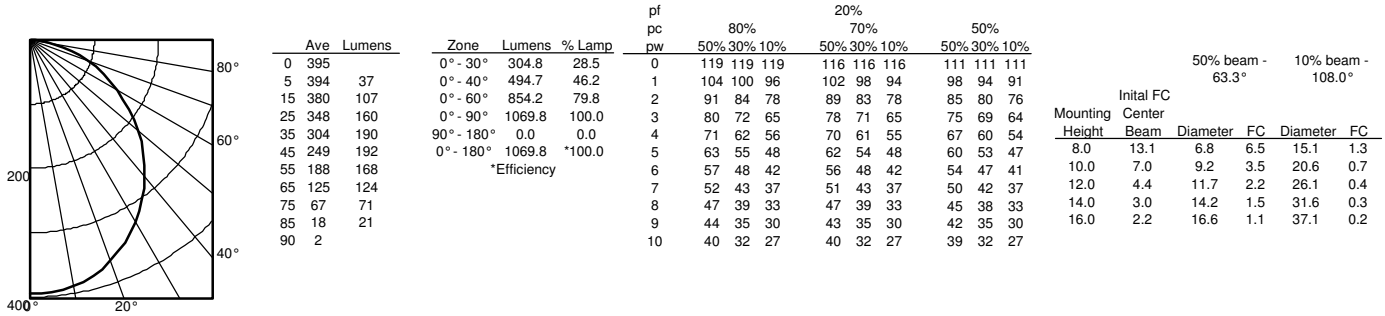 80°
60°
40°
20°
200
400
0°
Ave Lumens
0 395
5 394 37
15 380 107
25 348 160
35 304 190
45 249 192
55 188 168
65 125 124
75 67 71
85 18 21
90 2
Zone Lumens % Lamp
0° - 30° 304.8 28.5
0° - 40° 494.7 46.2
0° - 60° 854.2 79.8
0° - 90° 1069.8 100.0
90° - 180° 0.0 0.0
0° - 180° 1069.8 *100.0
*Efficiency
pf 20%
pc 80% 70% 50%
pw 50% 30% 10% 50% 30% 10% 50% 30% 10%
0 119 119 119 116 116 116 111 111 111
1 104 100 96 102 98 94 98 94 91
2 91 84 78 89 83 78 85 80 76
3 80 72 65 78 71 65 75 69 64
4 71 62 56 70 61 55 67 60 54
5 63 55 48 62 54 48 60 53 47
6 57 48 42 56 48 42 54 47 41
7 52 43 37 51 43 37 50 42 37
8 47 39 33 47 39 33 45 38 33
9 44 35 30 43 35 30 42 35 30
10 40 32 27 40 32 27 39 32 27
50% beam - 10% beam -
63.3° 108.0°
Inital FC
Mounting Center
Height Beam Diameter FC Diameter FC
8.0 13.1 6.8 6.5 15.1 1.3
10.0 7.0 9.2 3.5 20.6 0.7
12.0 4.4 11.7 2.2 26.1 0.4
14.0 3.0 14.2 1.5 31.6 0.3
16.0 2.2 16.6 1.1 37.1 0.2